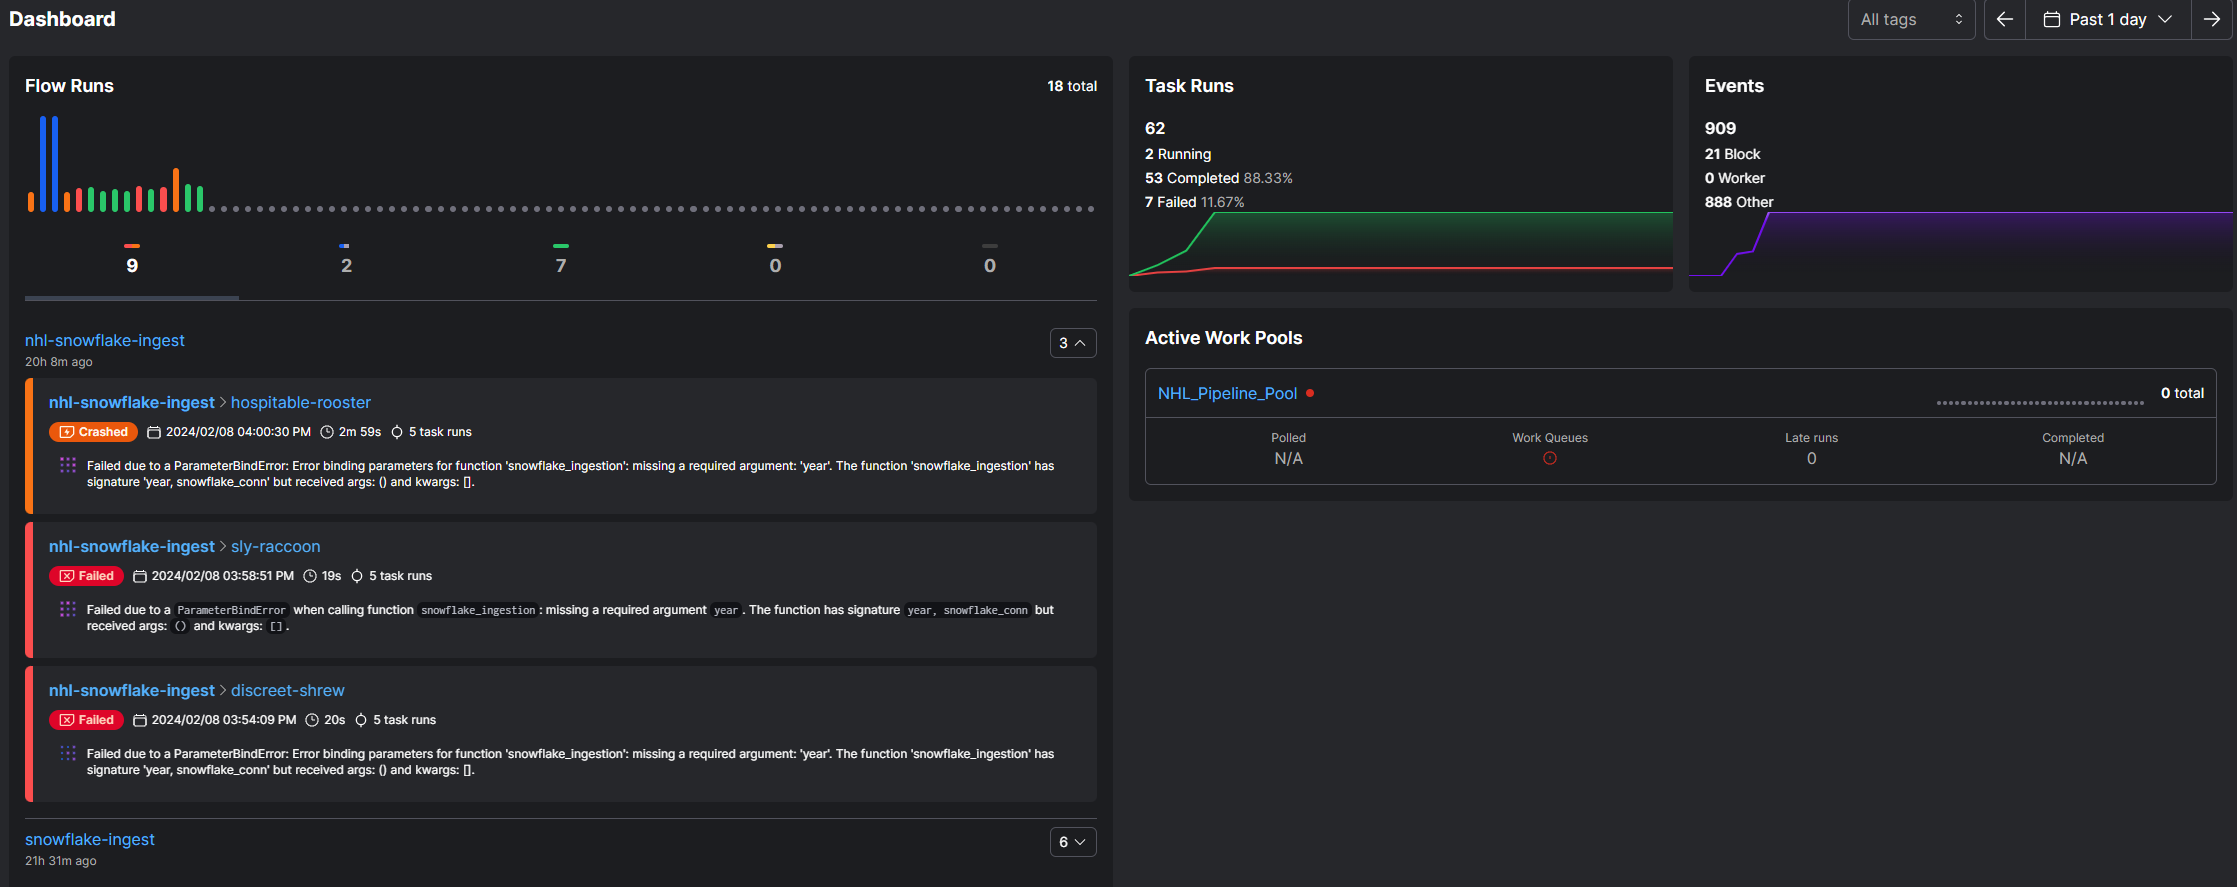 Dashboard
All tags
Past 1 day
Flow Runs
18 total
9
2
7
0
0
nhl-snowflake-ingest
20h 8m ago
3
nhl-snowflake-ingest > hospitable-rooster
Crashed 2024/02/08 04:00:30 PM 2m 59s 5 task runs
Failed due to a ParameterBindError: Error binding parameters for function 'snowflake_ingestion': missing a required argument: 'year'. The function 'snowflake_ingestion' has
signature 'year, snowflake_conn' but received args: () and kwargs: [].
nhl-snowflake-ingest > sly-raccoon
Failed 2024/02/08 03:58:51 PM 19s 5 task runs
Failed due to a ParameterBindError when calling function snowflake_ingestion: missing a required argument year. The function has signature year, snowflake_conn but
received args: () and kwargs: [].
nhl-snowflake-ingest > discreet-shrew
Failed 2024/02/08 03:54:09 PM 20s 5 task runs
Failed due to a ParameterBindError: Error binding parameters for function 'snowflake_ingestion': missing a required argument: 'year'. The function 'snowflake_ingestion' has
signature 'year, snowflake_conn' but received args: () and kwargs: [].
snowflake-ingest
21h 31m ago
6
Task Runs
62
2 Running
53 Completed 88.33%
7 Failed 11.67%
Events
909
21 Block
0 Worker
888 Other
Active Work Pools
NHL_Pipeline_Pool
0 total
Polled
N/A
Work Queues
Late runs
0
Completed
N/A